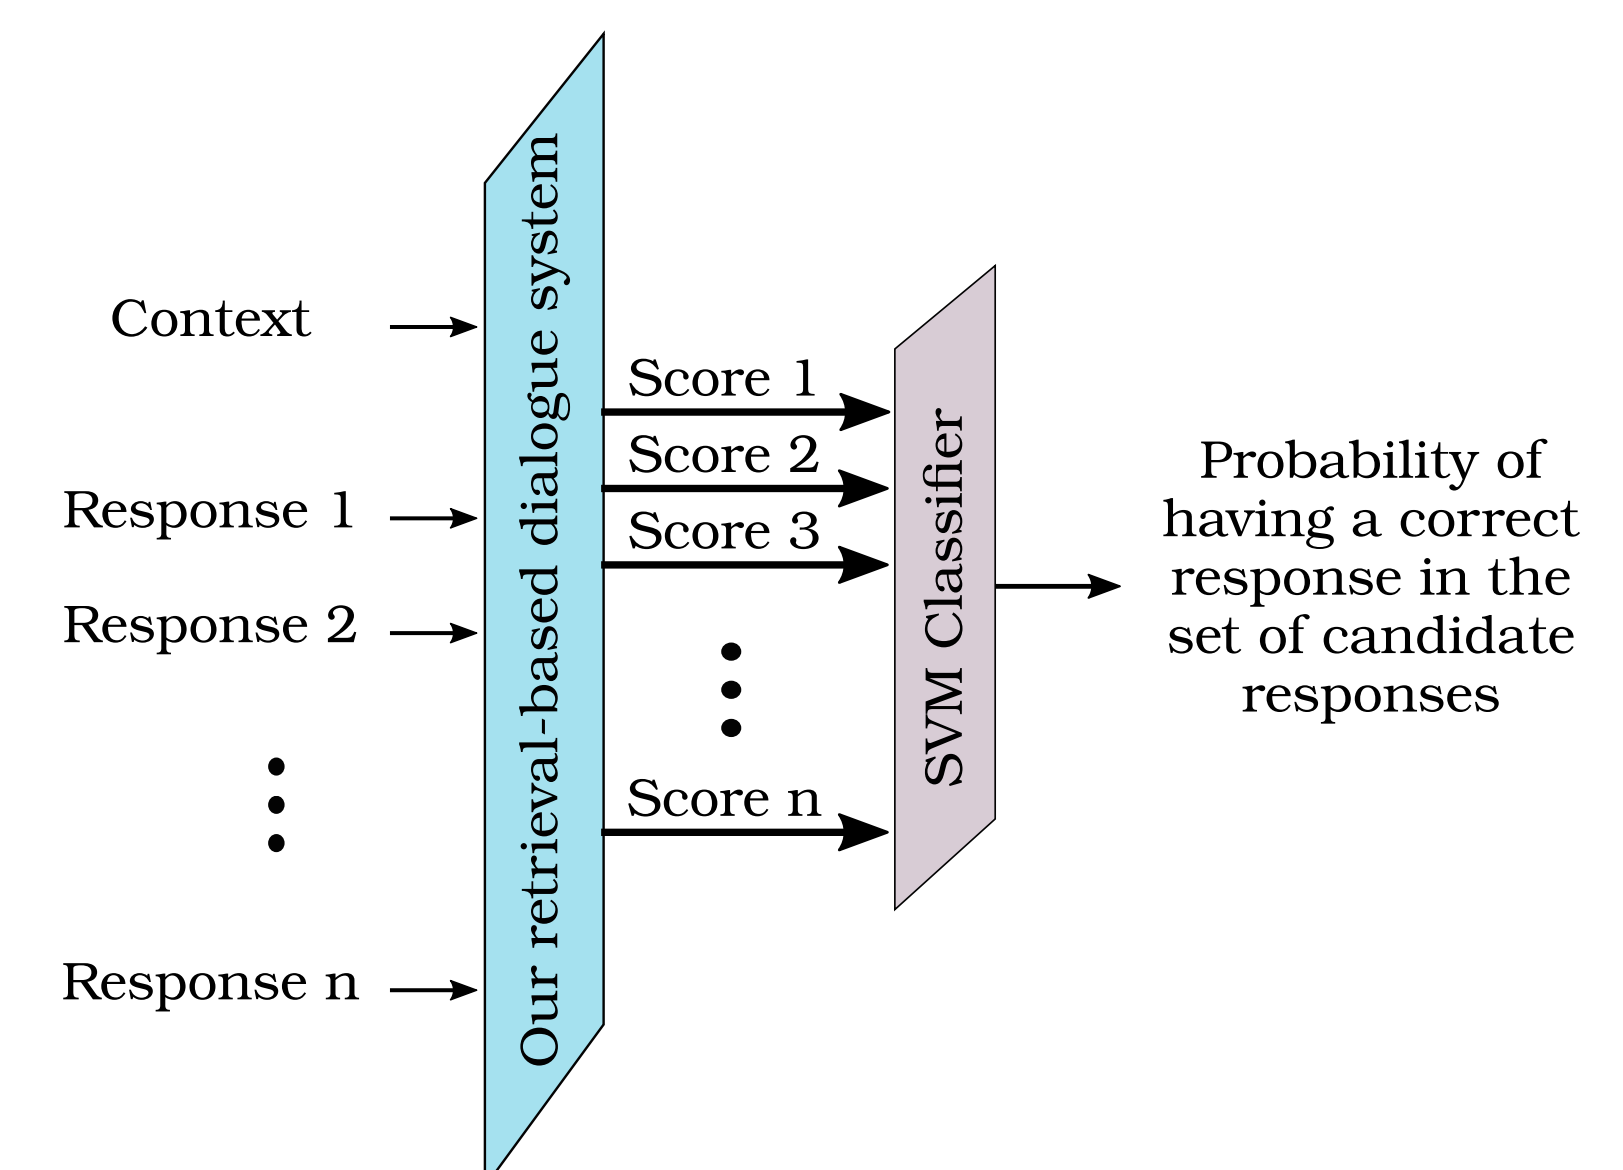 Context
Response 1
Response 2
Response n
Our retrieval-based dialogue system
Score 1
Score 2
Score 3
Score n
SVM Classifier
Probability of
having a correct
response in the
set of candidate
responses